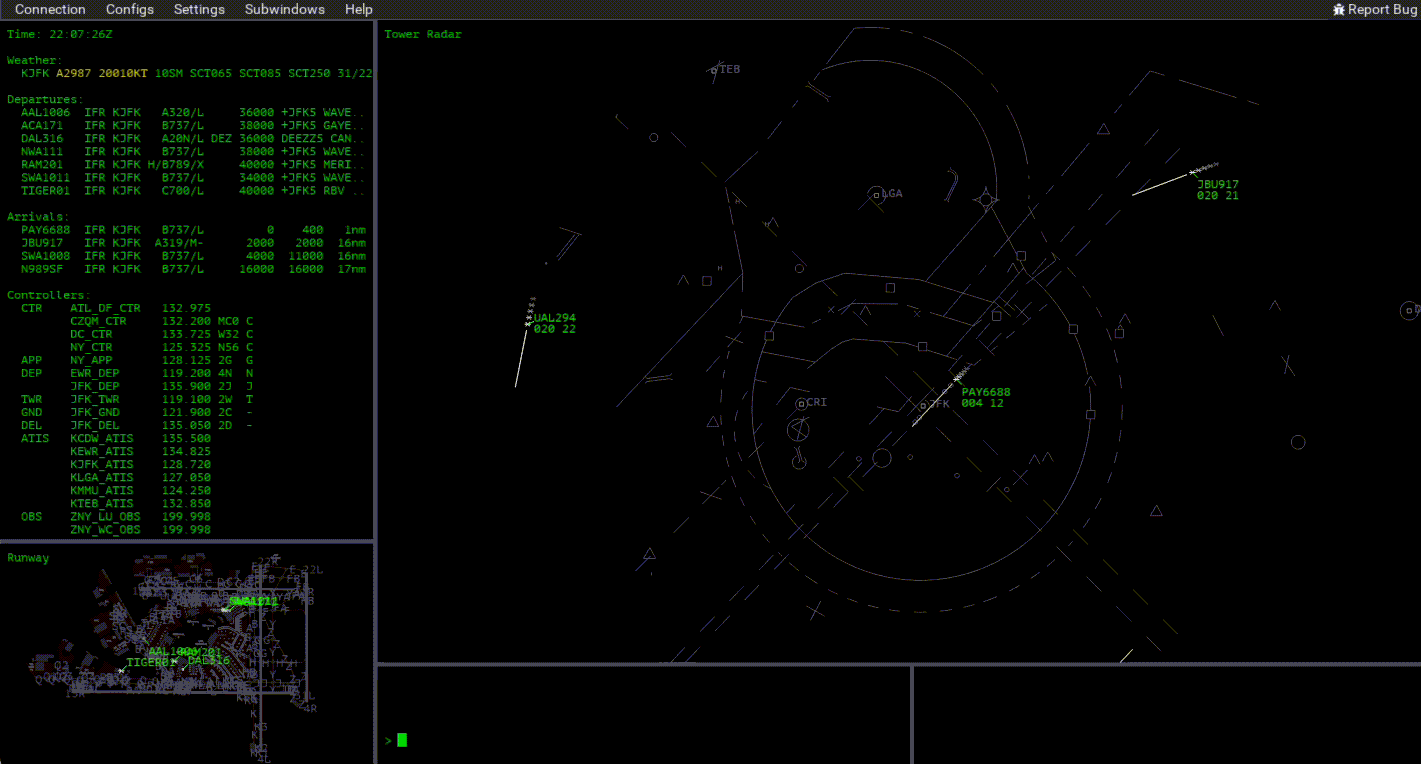 Connection Configs Settings Subwindows Help Report Bug
Time: 22:07:26Z
Weather:
KJFK A2987 20010KT 10SM SCT065 SCT085 SCT250 31/22
Departures:
AAL1006 IFR KJFK A320/L 36000 +JFK5 WAVE..
ACA171 IFR KJFK B737/L 38000 +JFK5 GAYE..
DAL316 IFR KJFK A20N/L DEZ 36000 DEEZZ5 CAN..
NWA111 IFR KJFK B737/L 38000 +JFK5 WAVE..
RAM201 IFR KJFK H/B789/X 40000 +JFK5 MERI..
SWA1011 IFR KJFK B737/L 34000 +JFK5 WAVE..
TIGER01 IFR KJFK C700/L 40000 +JFK5 RBV ..
Arrivals:
PAY6688 IFR KJFK B737/L 0 400 1nm
JBU917 IFR KJFK A319/M- 2000 2000 16nm
SWA1008 IFR KJFK B737/L 4000 11000 16nm
N989SF IFR KJFK B737/L 16000 16000 17nm
Controllers:
CTR ATL_DF_CTR 132.975
CZQM_CTR 132.200 MC0 C
DC_CTR 133.725 W32 C
NY_CTR 125.325 N56 C
APP NY_APP 128.125 2G G
DEP EWR_DEP 119.200 4N N
JFK_DEP 135.900 2J J
TWR JFK_TWR 119.100 2W T
GND JFK_GND 121.900 2C -
DEL JFK_DEL 135.050 2D -
ATIS KCDW_ATIS 135.500
KEWR_ATIS 134.825
KJFK_ATIS 128.720
KLGA_ATIS 127.050
KMMU_ATIS 124.250
KTEB_ATIS 132.850
OBS ZNY_LU_OBS 199.998
ZNY_WC_OBS 199.998
Runway
22R
22L
TIGER01
DAL316
4R
4L
Tower Radar
TEB
LGA
JBU917
020 21
UAL294
020 22
PAY6688
004 12
CRI
JFK
>